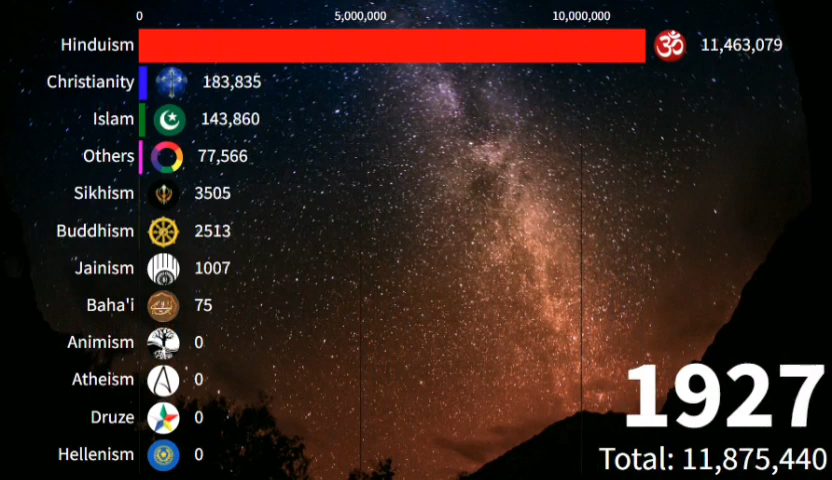 0 5,000,000 10,000,000
Hinduism ॐ 11,463,079
Christianity 183,835
Islam 143,860
Others 77,566
Sikhism 3505
Buddhism 2513
Jainism 1007
Baha'i 75
Animism 0
Atheism 0
Druze 0
Hellenism 0
1927
Total: 11,875,440